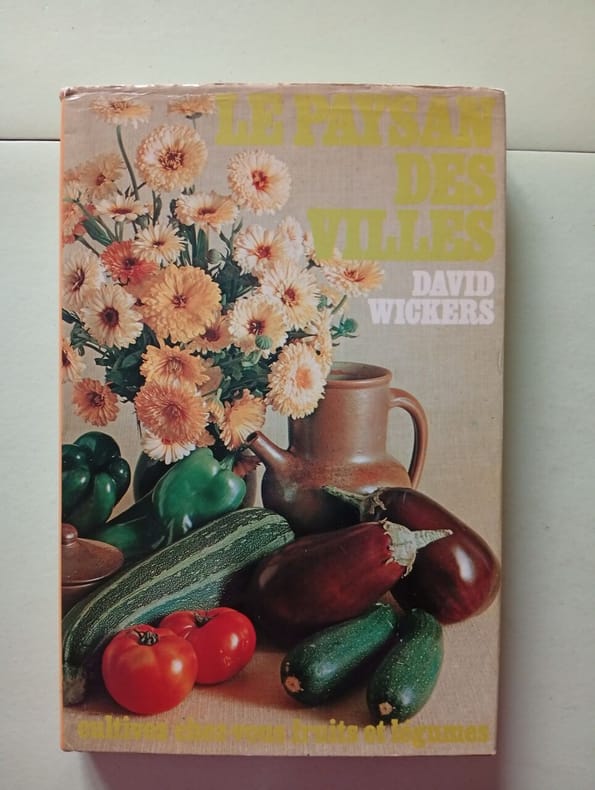 LE PAYSAN
DES
VILLES
DAVID
WICKERS
cultivez chez vous fruits et légumes